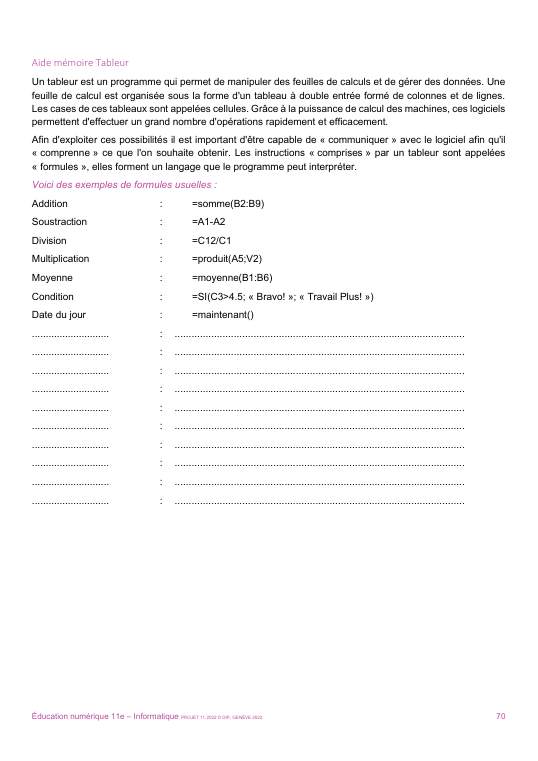 Aide mémoire Tableur
Un tableur est un programme qui permet de manipuler des feuilles de calculs et de gérer des données. Une
feuille de calcul est organisée sous la forme d'un tableau à double entrée formé de colonnes et de lignes.
Les cases de ces tableaux sont appelées cellules. Grâce à la puissance de calcul des machines, ces logiciels
permettent d'effectuer un grand nombre d'opérations rapidement et efficacement.
Afin d'exploiter ces possibilités il est important d'être capable de « communiquer » avec le logiciel afin qu'il
« comprenne » ce que l'on souhaite obtenir. Les instructions « comprises » par un tableur sont appelées
« formules », elles forment un langage que le programme peut interpréter.
Voici des exemples de formules usuelles :
Addition : =somme(B2:B9)
Soustraction : =A1-A2
Division : =C12/C1
Multiplication : =produit(A5;V2)
Moyenne : =moyenne(B1:B6)
Condition : =SI(C3>4.5; « Bravo! »; « Travail Plus! »)
Date du jour : =maintenant()
............................ : .........................................................................................................
............................ : .........................................................................................................
............................ : .........................................................................................................
............................ : .........................................................................................................
............................ : .........................................................................................................
............................ : .........................................................................................................
............................ : .........................................................................................................
............................ : .........................................................................................................
............................ : .........................................................................................................
............................ : .........................................................................................................
Éducation numérique 11e – Informatique 70